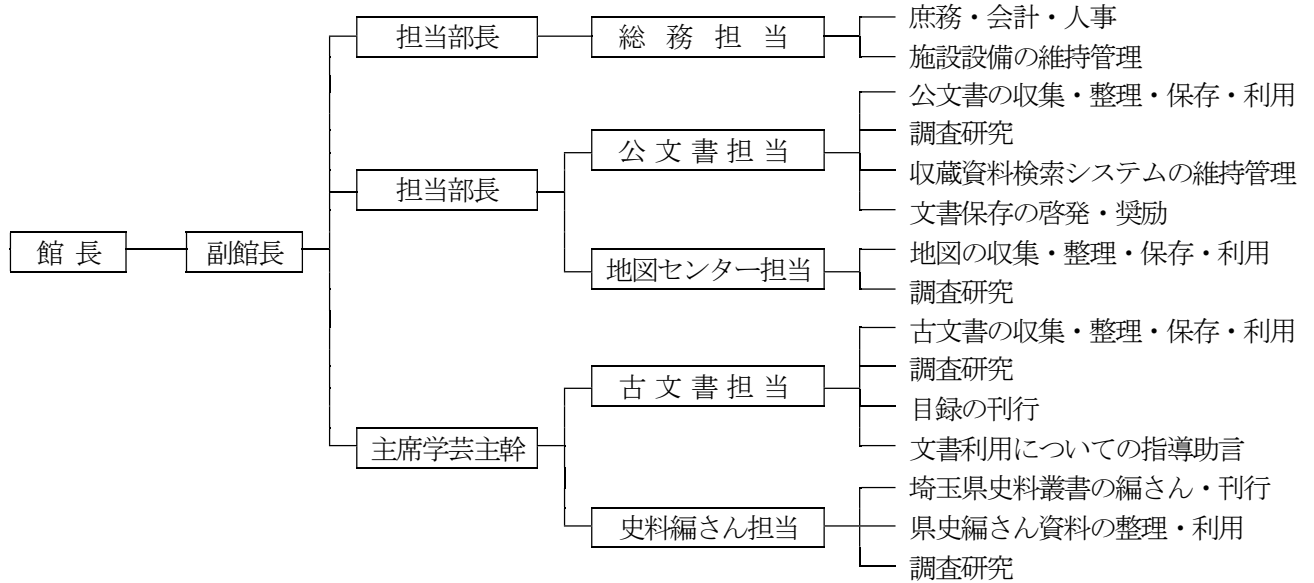 館 長
副館長
担当部長
総 務 担 当
庶務・会計・人事
施設設備の維持管理
担当部長
公 文 書 担 当
公文書の収集・整理・保存・利用
調査研究
収蔵資料検索システムの維持管理
文書保存の啓発・奨励
地図センター担当
地図の収集・整理・保存・利用
調査研究
主席学芸主幹
古 文 書 担 当
古文書の収集・整理・保存・利用
調査研究
目録の刊行
文書利用についての指導助言
史料編さん担当
埼玉県史料叢書の編さん・刊行
県史編さん資料の整理・利用
調査研究